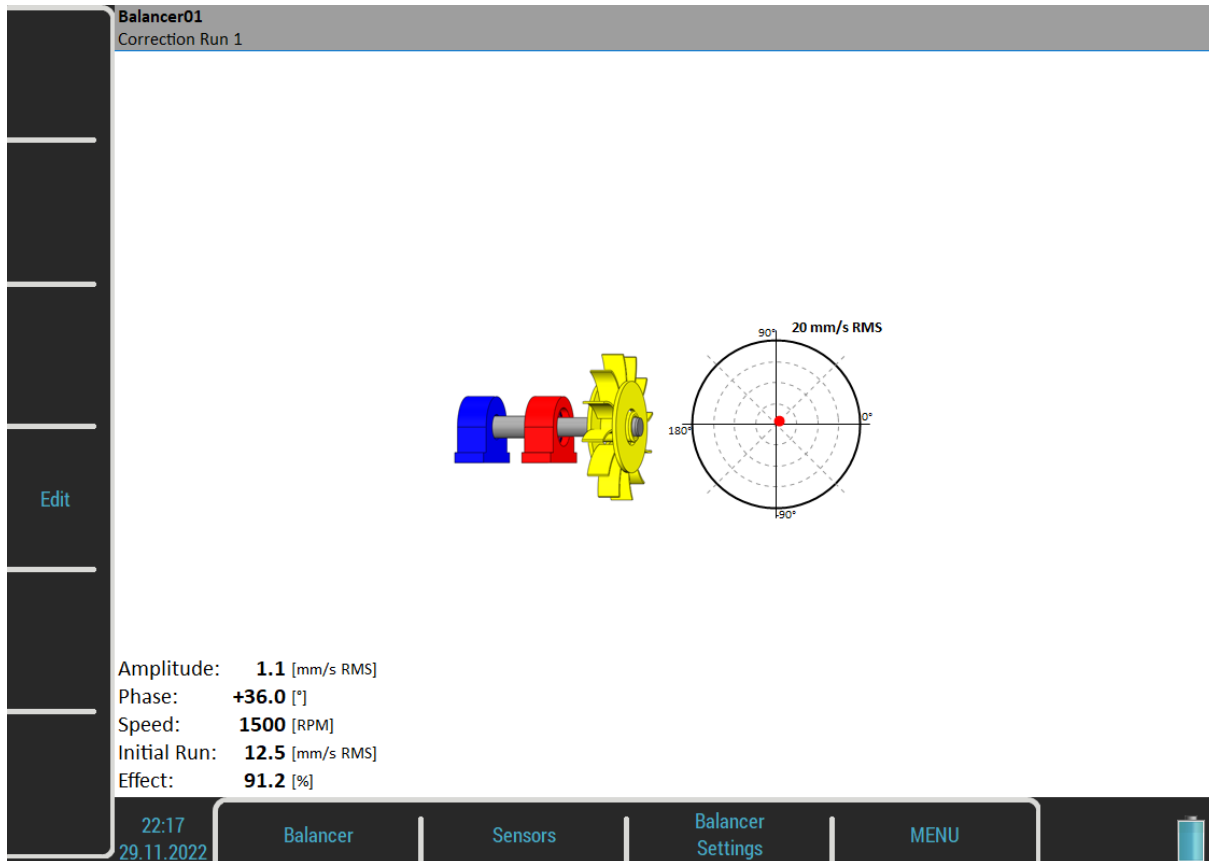 Balancer01
Correction Run 1
90° 20 mm/s RMS
0°
180°
-90°
Edit
Amplitude: 1.1 [mm/s RMS]
Phase: +36.0 [°]
Speed: 1500 [RPM]
Initial Run: 12.5 [mm/s RMS]
Effect: 91.2 [%]
22:17
29.11.2022
Balancer
Sensors
Balancer
Settings
MENU